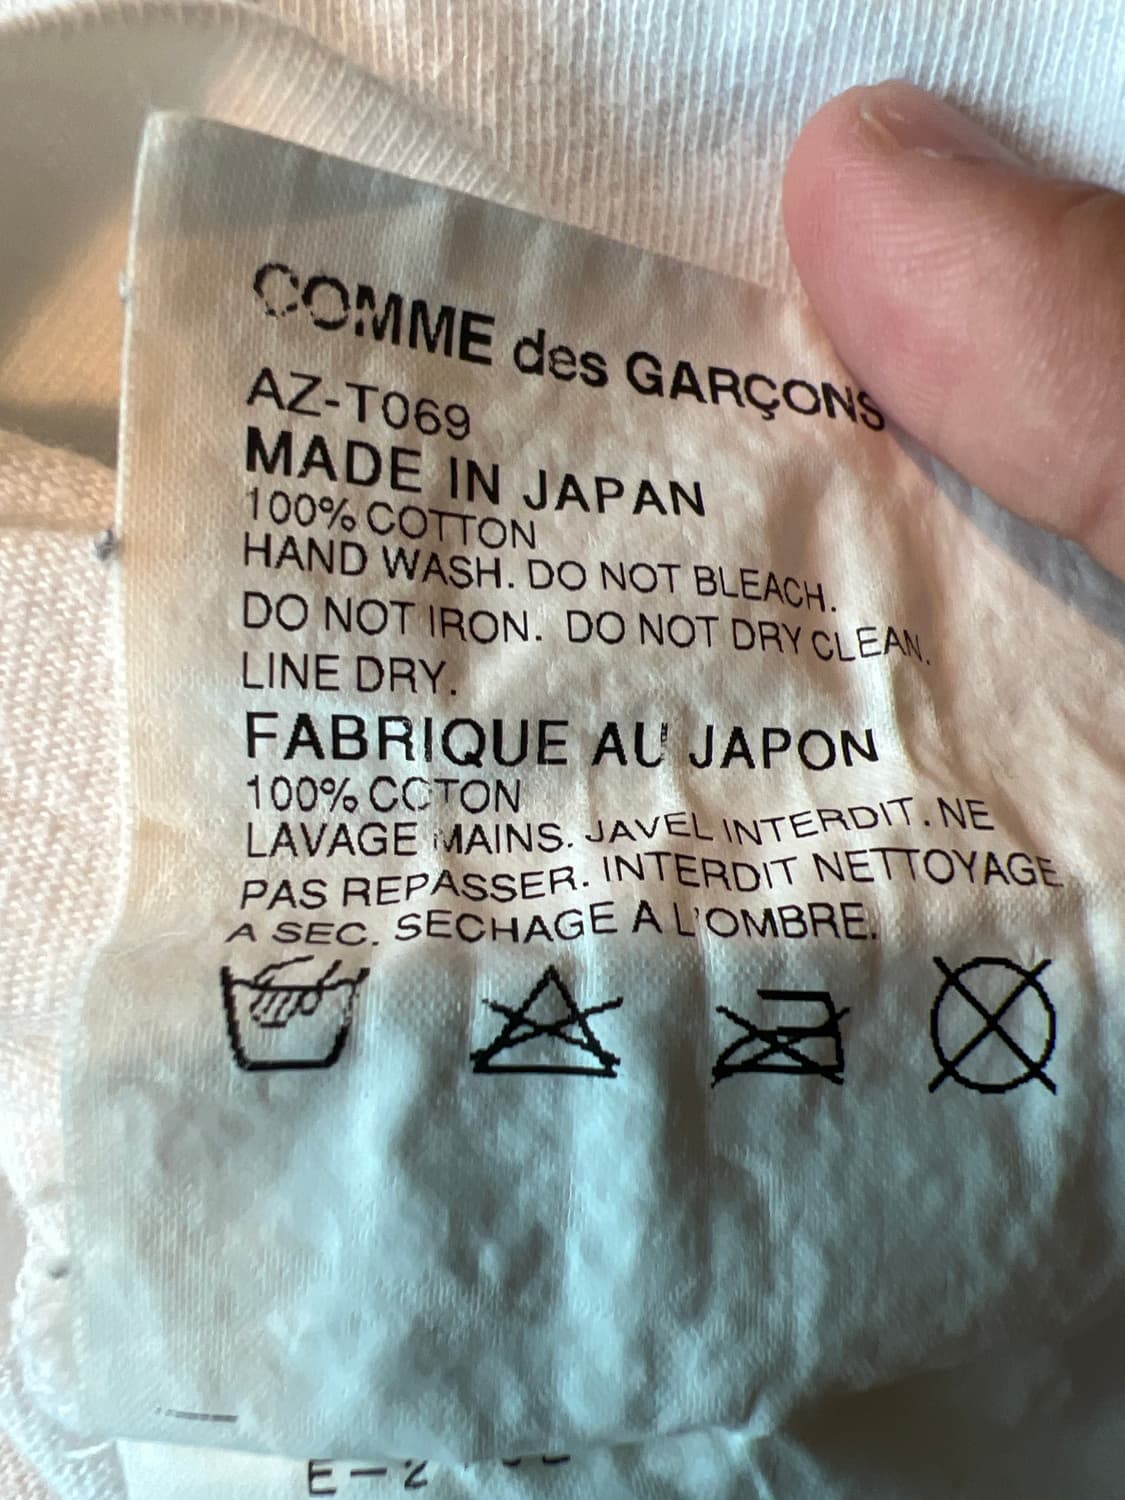 COMME des GARÇONS
AZ-T069
MADE IN JAPAN
100% COTTON
HAND WASH. DO NOT BLEACH.
DO NOT IRON. DO NOT DRY CLEAN.
LINE DRY.
FABRIQUE AU JAPON
100% COTON
LAVAGE MAINS. JAVEL INTERDIT. NE
PAS REPASSER. INTERDIT NETTOYAGE
A SEC. SECHAGE A L'OMBRE.